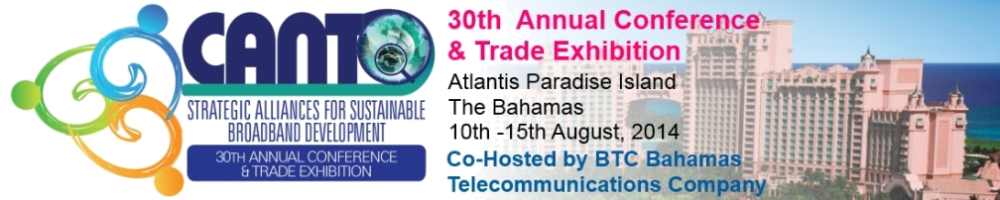 CANTO
STRATEGIC ALLIANCES FOR SUSTAINABLE
BROADBAND DEVELOPMENT
30TH ANNUAL CONFERENCE
& TRADE EXHIBITION
30th Annual Conference
& Trade Exhibition
Atlantis Paradise Island
The Bahamas
10th -15th August, 2014
Co-Hosted by BTC Bahamas
Telecommunications Company